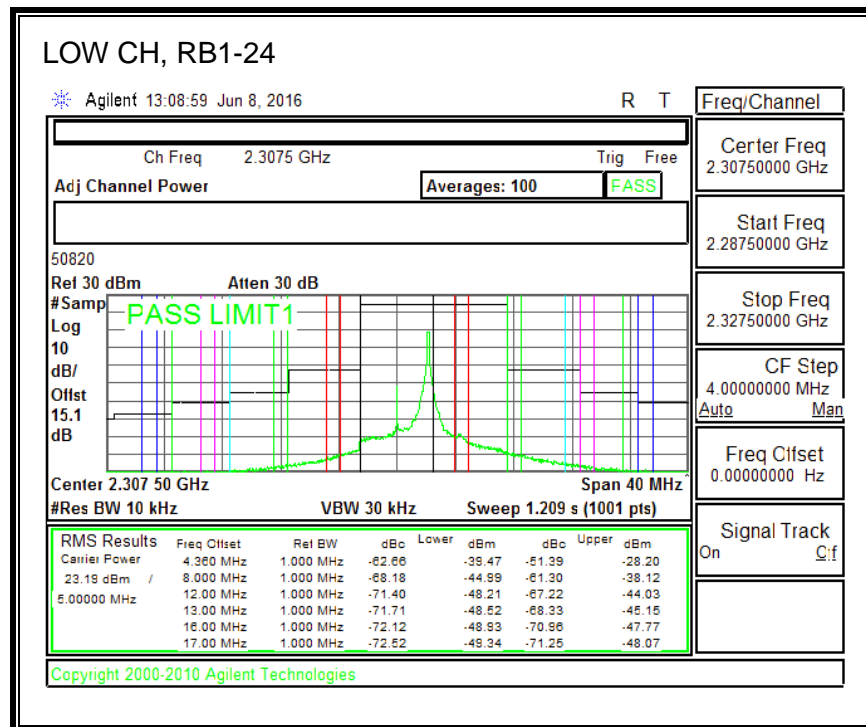 LOW CH, RB1-24
Agilent 13:08:59 Jun 8, 2016 R T
Freq/Channel
Ch Freq 2.3075 GHz Trig Free
Adj Channel Power Averages: 100 PASS
Center Freq
2.30750000 GHz
Start Freq
2.28750000 GHz
Stop Freq
2.32750000 GHz
CF Step
4.00000000 MHz
Auto Man
Freq Offset
0.00000000 Hz
Signal Track
On Off
50820
Ref 30 dBm Atten 30 dB
#Samp
Log
10
dB/
Offst
15.1
dB
PASS LIMIT1
Center 2.307 50 GHz Span 40 MHz
#Res BW 10 kHz VBW 30 kHz Sweep 1.209 s (1001 pts)
RMS Results Freq Offset Ref BW dBc Lower dBm dBc Upper dBm
Carrier Power 4.360 MHz 1.000 MHz -62.66 -39.47 -51.39 -28.20
23.19 dBm / 8.000 MHz 1.000 MHz -68.18 -44.99 -61.30 -38.12
5.00000 MHz 12.00 MHz 1.000 MHz -71.40 -48.21 -67.22 -44.03
13.00 MHz 1.000 MHz -71.71 -48.52 -68.33 -45.15
16.00 MHz 1.000 MHz -72.12 -48.93 -70.96 -47.77
17.00 MHz 1.000 MHz -72.52 -49.34 -71.25 -48.07
Copyright 2000-2010 Agilent Technologies